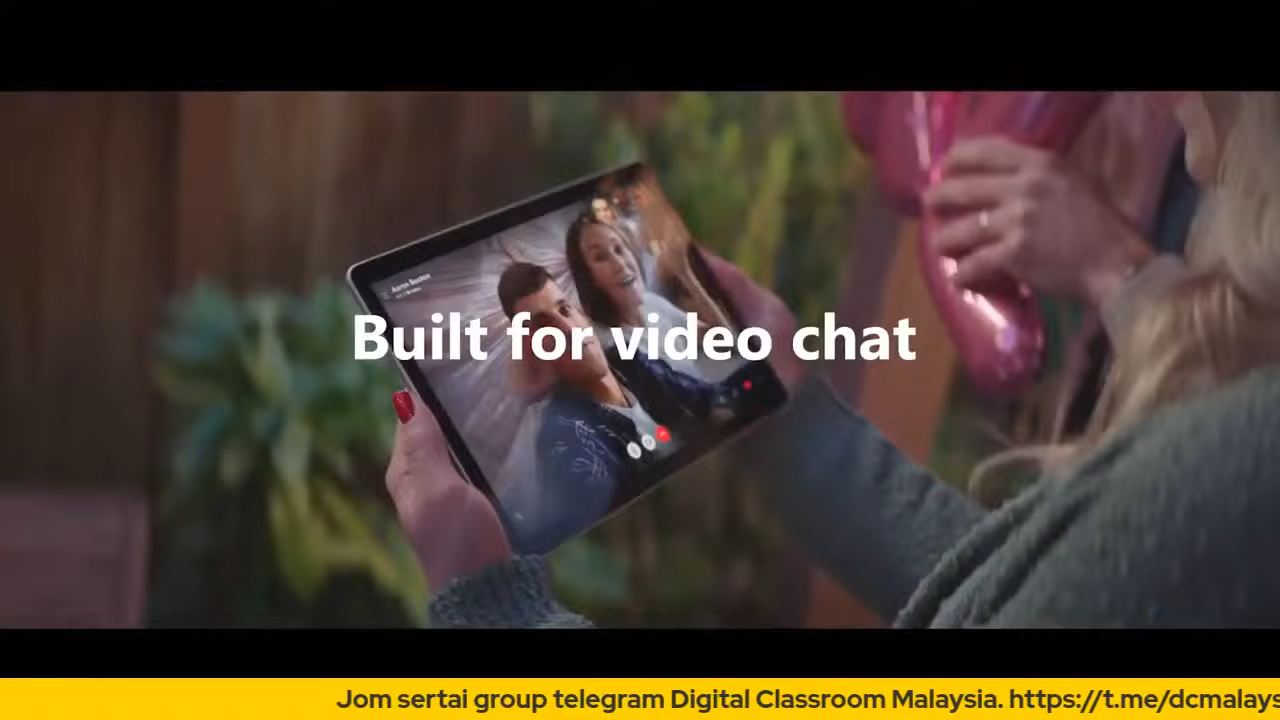 Built for video chat
Jom sertai group telegram Digital Classroom Malaysia. https://t.me/dcmalays